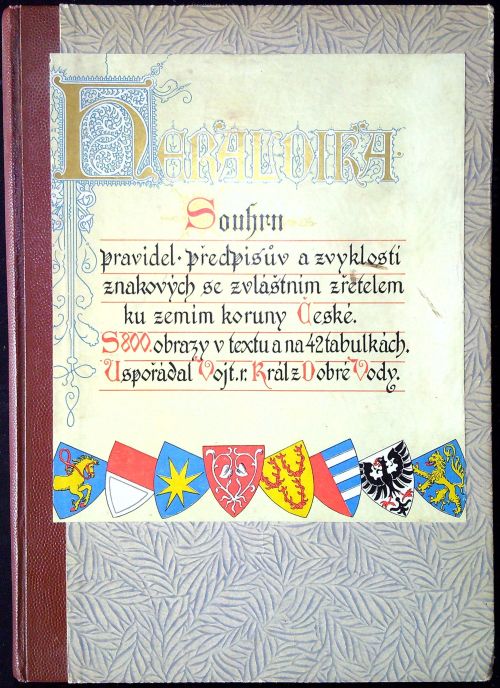 HERALDIKA
Souhrn
pravidel·předpisův a zvyklostí
znakových se zvláštním zřetelem
ku zemím koruny České.
S 800. obrazy v textu a na 42 tabulkách.
Uspořádal Vojt. r. Král z Dobré Vody.